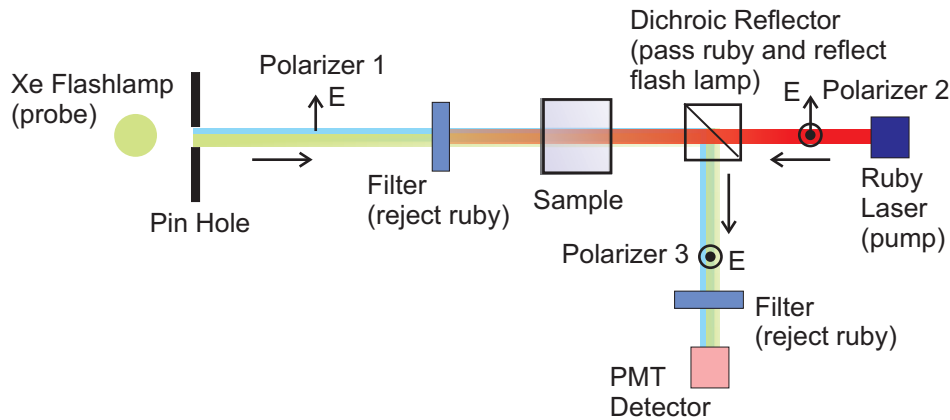 Xe Flashlamp
(probe)
Polarizer 1
E
Pin Hole
Filter
(reject ruby)
Sample
Dichroic Reflector
(pass ruby and reflect
flash lamp)
E
Polarizer 2
Ruby
Laser
(pump)
Polarizer 3
E
Filter
(reject ruby)
PMT
Detector